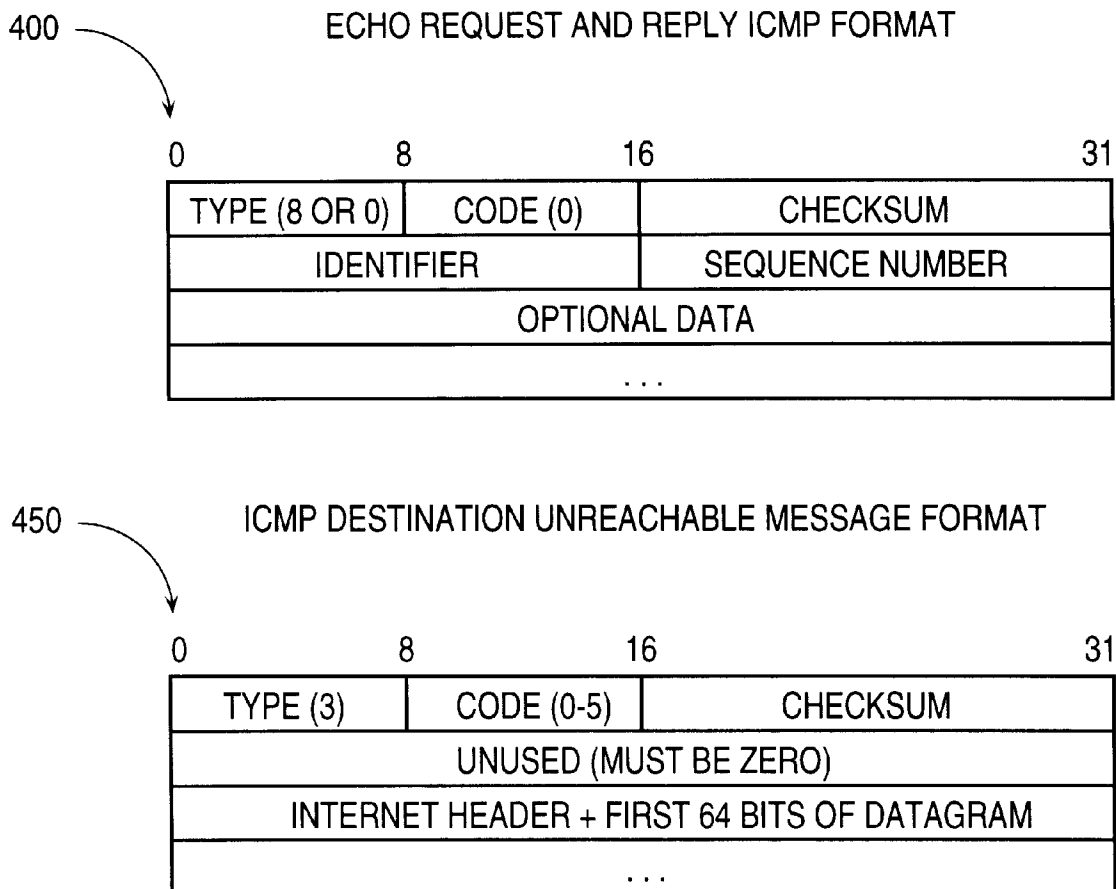 400 ECHO REQUEST AND REPLY ICMP FORMAT
0 8 16 31
TYPE (8 OR 0) CODE (0) CHECKSUM
IDENTIFIER SEQUENCE NUMBER
OPTIONAL DATA
. . .
450 ICMP DESTINATION UNREACHABLE MESSAGE FORMAT
0 8 16 31
TYPE (3) CODE (0-5) CHECKSUM
UNUSED (MUST BE ZERO)
INTERNET HEADER + FIRST 64 BITS OF DATAGRAM
. . .